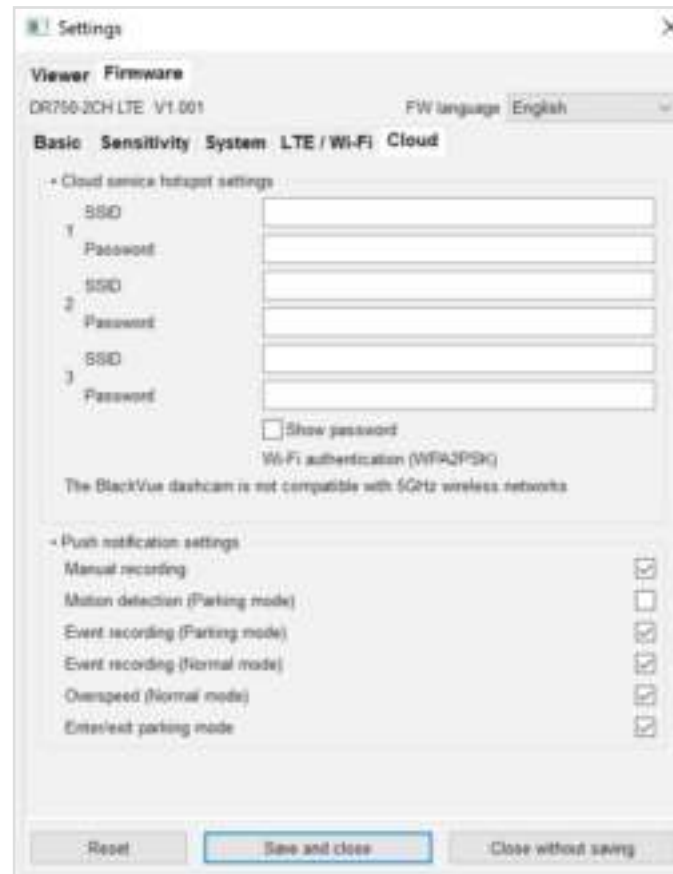 Settings
Viewer Firmware
DR750-2CH LTE V1.001 FW language English
Basic Sensitivity System LTE / Wi-Fi Cloud
• Cloud service hotspot settings
SSID
1
Password
SSID
2
Password
SSID
3
Password
Show password
Wi-Fi authentication (WPA2PSK)
The BlackVue dashcam is not compatible with 5GHz wireless networks
• Push notification settings
Manual recording
Motion detection (Parking mode)
Event recording (Parking mode)
Event recording (Normal mode)
Overspeed (Normal mode)
Enter/exit parking mode
Reset Save and close Close without saving